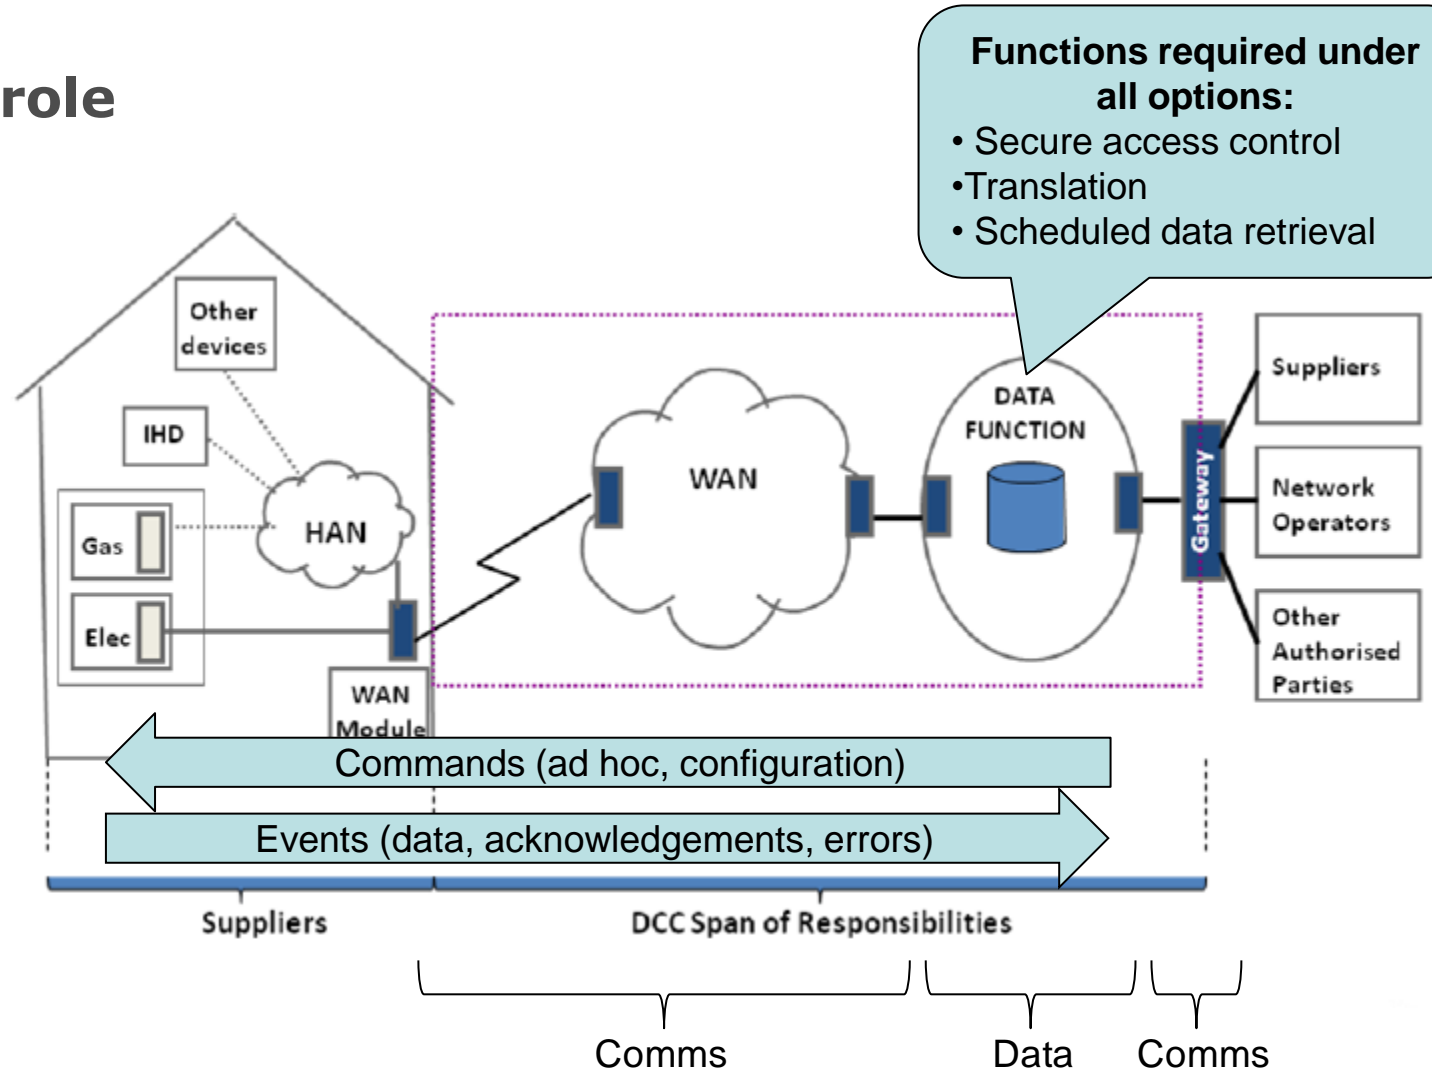 role
Functions required under
all options:
• Secure access control
•Translation
• Scheduled data retrieval
Other
devices
IHD
HAN
Gas
Elec
WAN
Module
WAN
DATA
FUNCTION
Gateway
Suppliers
Network
Operators
Other
Authorised
Parties
Commands (ad hoc, configuration)
Events (data, acknowledgements, errors)
Suppliers
DCC Span of Responsibilities
Comms
Data
Comms